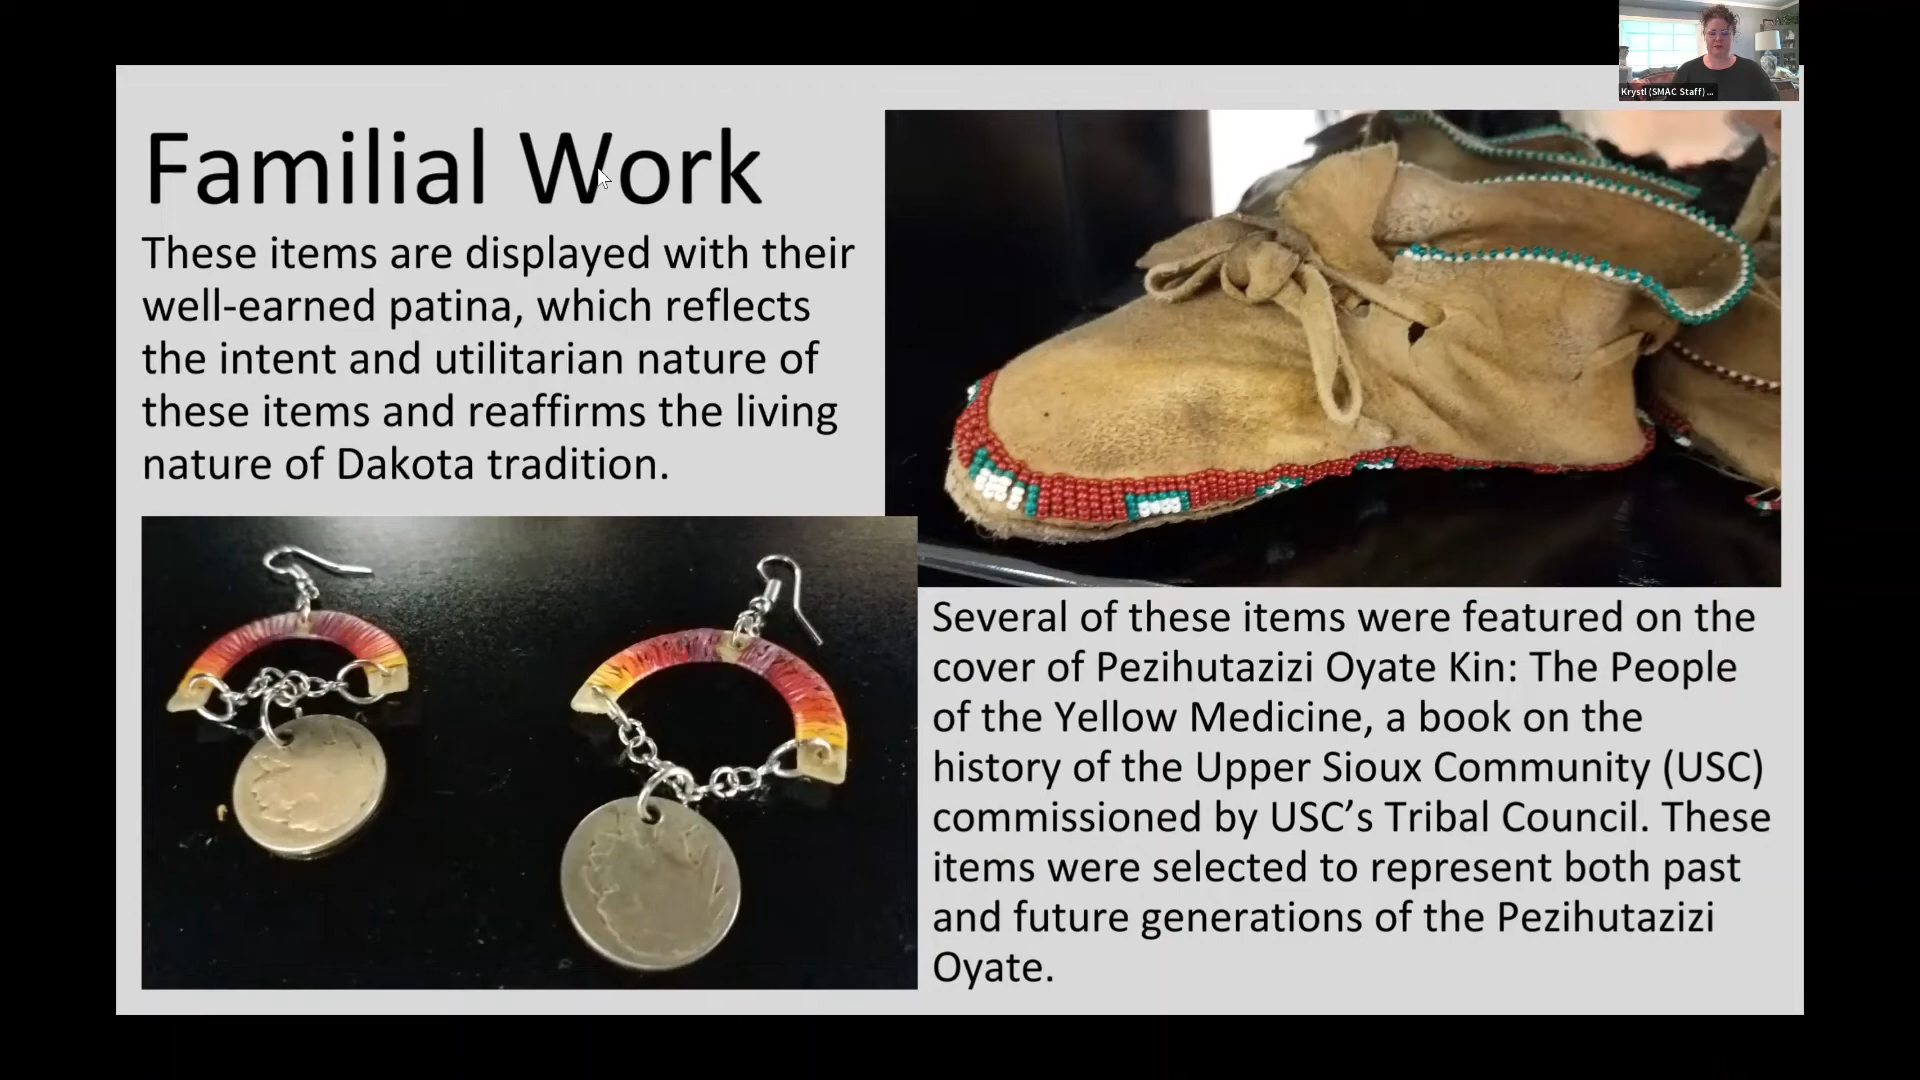 Krystl (SMAC Staff) ...
Familial Work
These items are displayed with their
well-earned patina, which reflects
the intent and utilitarian nature of
these items and reaffirms the living
nature of Dakota tradition.
Several of these items were featured on the
cover of Pezihutazizi Oyate Kin: The People
of the Yellow Medicine, a book on the
history of the Upper Sioux Community (USC)
commissioned by USC’s Tribal Council. These
items were selected to represent both past
and future generations of the Pezihutazizi
Oyate.